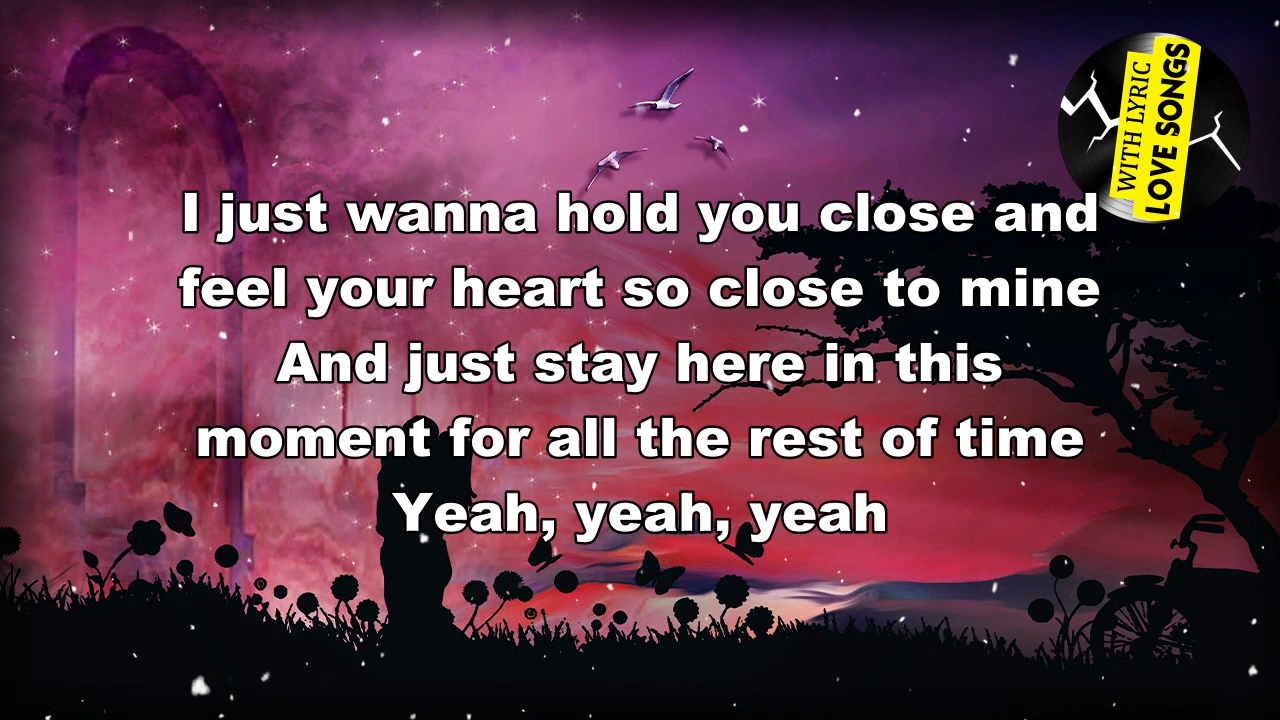 WITH LYRIC
LOVE SONGS
I just wanna hold you close and
feel your heart so close to mine
And just stay here in this
moment for all the rest of time
Yeah, yeah, yeah